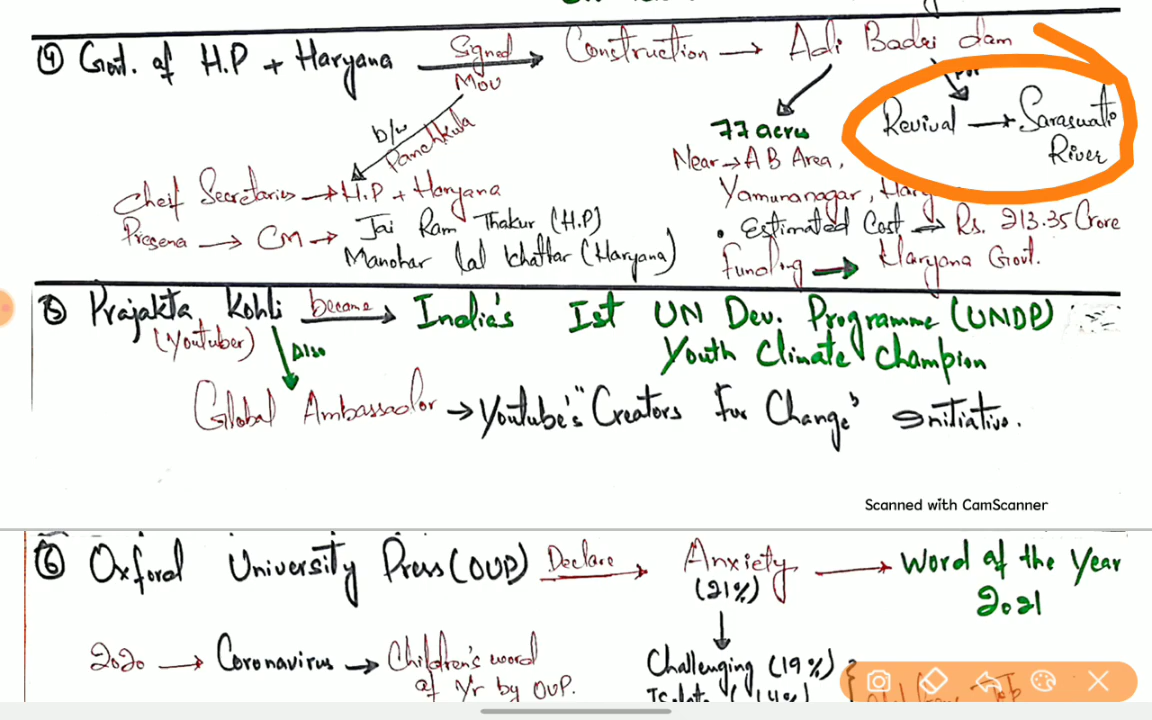 ④ Govt. of H.P + Haryana Signed Mou → Construction → Adi Badri dam
b/w Panchkula
For
Revival → Saraswati River
77 acres
Near → A B Area,
Yamunanagar,
Cheif Secretaries → H.P + Haryana
Presena → CM → Jai Ram Thakur (H.P)
Manohar lal khattar (Haryana)
• Estimated Cost → Rs. 213.35 Crore
Funding → Haryana Govt.
⑤ Prajakta Kohli became → India's Ist UN Dev. Programme (UNDP)
(Youtuber)
Youth Climate Champion
Also
Global Ambassador → Youtube's "Creators For Change" Initiative.
Scanned with CamScanner
⑥ Oxford University Press (OUP) Declare → Anxiety → Word of the Year
(21%)
2021
2020 → Coronavirus → Children's word
of Yr by OUP.
Challenging (19%)